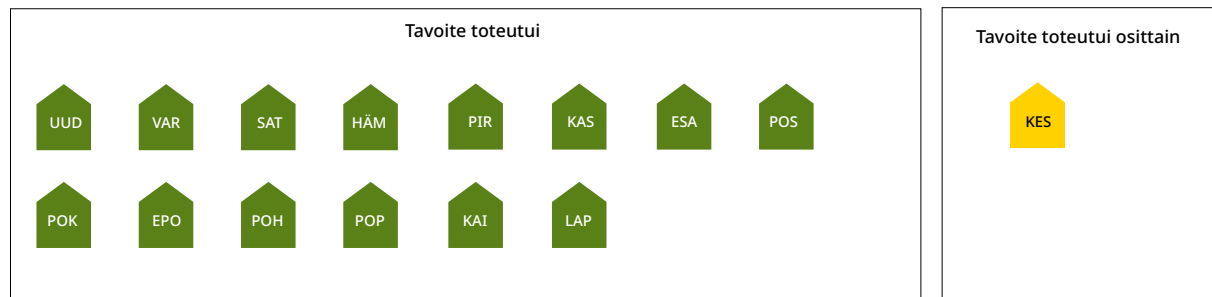 Tavoite toteutui
UUD VAR SAT HÄM PIR KAS ESA POS
POK EPO POH POP KAI LAP
Tavoite toteutui osittain
KES